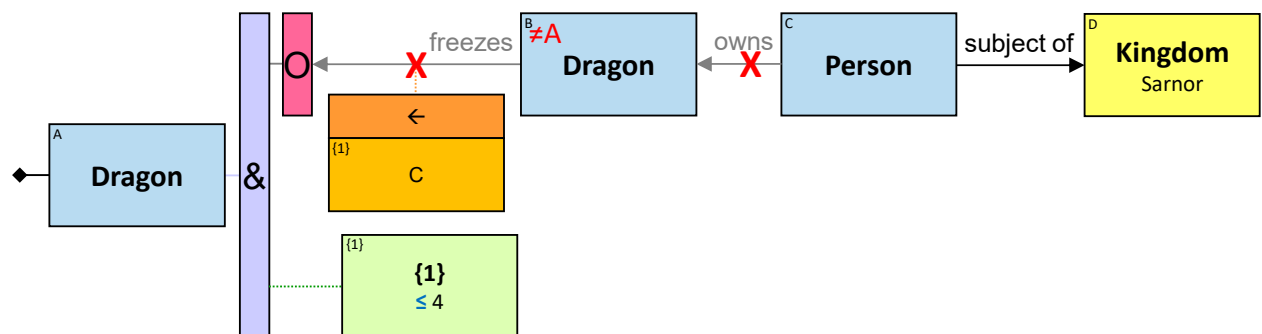 A
Dragon
&
O
freezes
X
←
{1}
C
B
≠A
Dragon
owns
X
C
Person
subject of
D
Kingdom
Sarnor
{1}
{1}
≤ 4